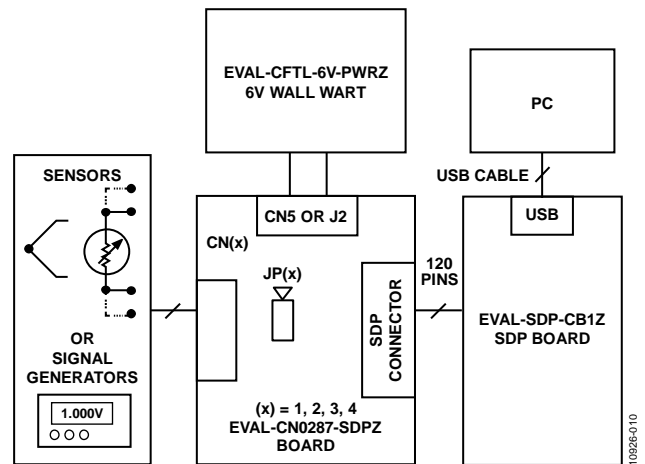 EVAL-CFTL-6V-PWRZ
6V WALL WART
PC
SENSORS
USB CABLE
CN5 OR J2
USB
CN(x)
JP(x)
120
PINS
SDP
CONNECTOR
EVAL-SDP-CB1Z
SDP BOARD
OR
SIGNAL
GENERATORS
1.000V
(x) = 1, 2, 3, 4
EVAL-CN0287-SDPZ
BOARD
10926-010